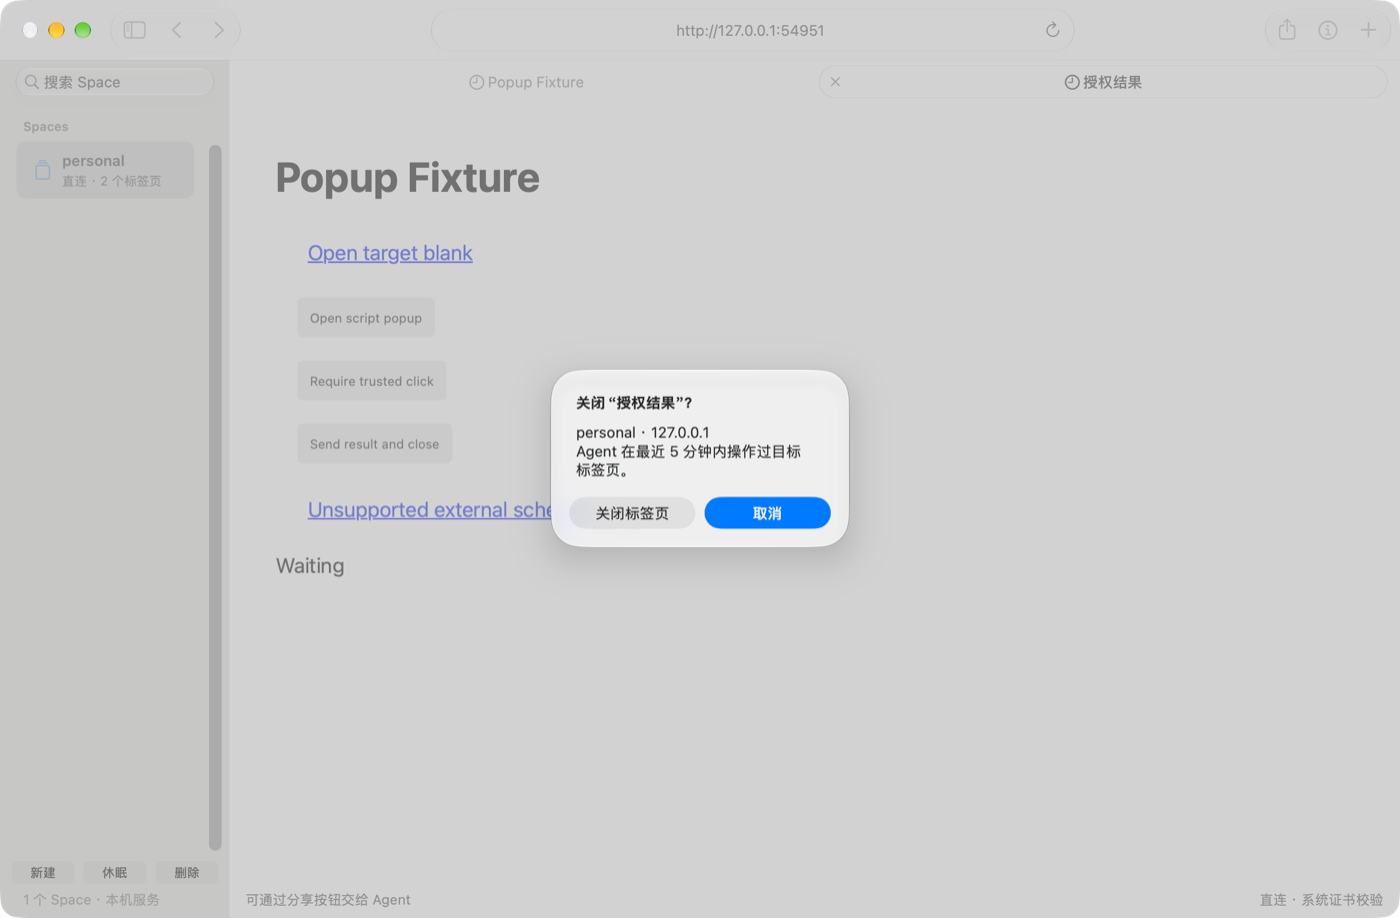 http://127.0.0.1:54951
搜索 Space
Popup Fixture
授权结果
Spaces
personal
直连 · 2 个标签页
Popup Fixture
Open target blank
Open script popup
Require trusted click
Send result and close
Unsupported external sche
Waiting
关闭 “授权结果”?
personal · 127.0.0.1
Agent 在最近 5 分钟内操作过目标
标签页。
关闭标签页
取消
新建
休眠
删除
1 个 Space · 本机服务
可通过分享按钮交给 Agent
直连 · 系统证书校验